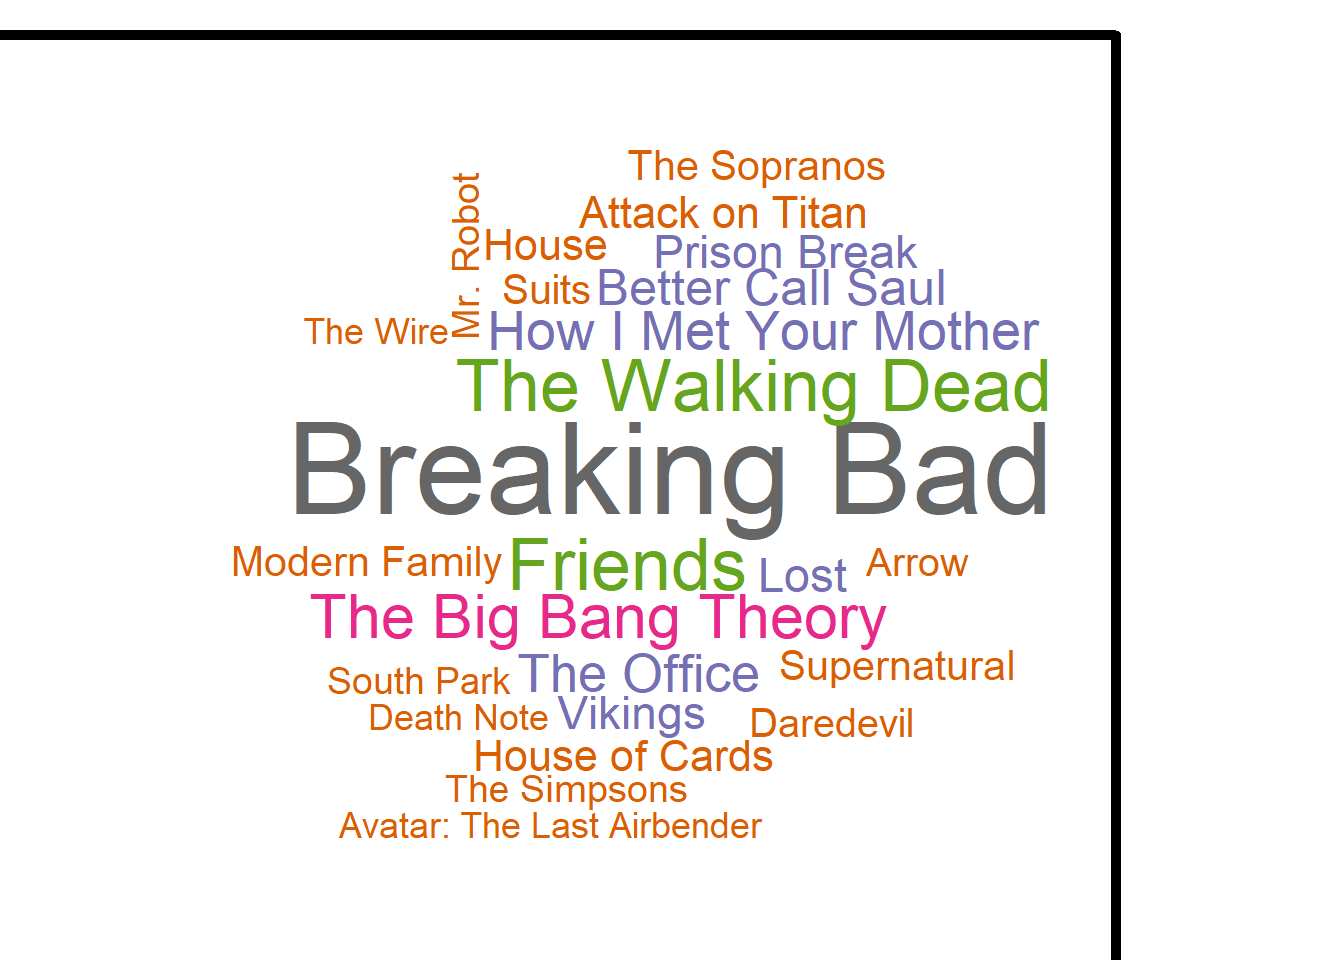 The Sopranos
Attack on Titan
Mr. Robot
House
Prison Break
Suits
Better Call Saul
The Wire
How I Met Your Mother
The Walking Dead
Breaking Bad
Modern Family
Friends
Lost
Arrow
The Big Bang Theory
South Park
The Office
Supernatural
Death Note
Vikings
Daredevil
House of Cards
The Simpsons
Avatar: The Last Airbender